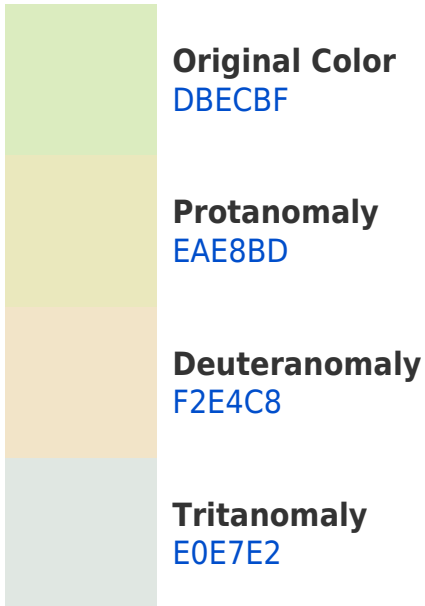 Original Color
DBECBF
Protanomaly
EAE8BD
Deuteranomaly
F2E4C8
Tritanomaly
E0E7E2